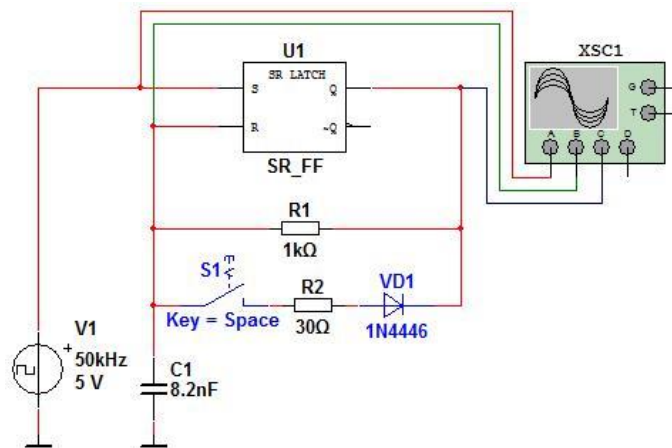 U1
XSC1
SR LATCH
S
Q
R
~Q
SR_FF
G
T
A
B
C
D
R1
1kΩ
S1
Key = Space
R2
30Ω
VD1
1N4446
V1
+
50kHz
5 V
C1
8.2nF